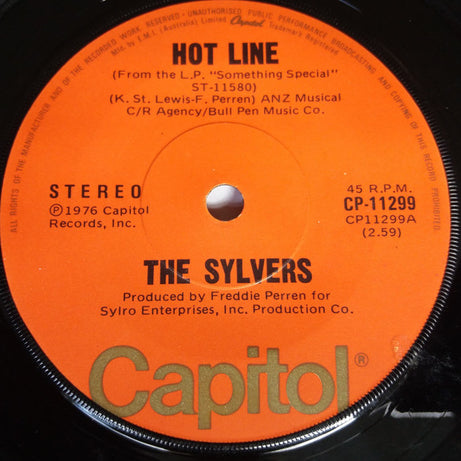 ALL RIGHTS OF THE MANUFACTURER AND OF THE OWNER OF THE RECORDED WORK RESERVED - UNAUTHORISED PUBLIC PERFORMANCE BROADCASTING AND COPYING OF THIS RECORD PROHIBITED.
Mfd. by E.M.I. (Australia) Limited Capitol Trademarks Registered.
HOT LINE
(From the L.P. "Something Special"
ST-11580)
(K. St. Lewis-F. Perren) ANZ Musical
C/R Agency/Bull Pen Music Co.
STEREO
℗1976 Capitol
Records, Inc.
45 R.P.M.
CP-11299
CP11299A
(2.59)
THE SYLVERS
Produced by Freddie Perren for
Sylro Enterprises, Inc. Production Co.
Capitol®